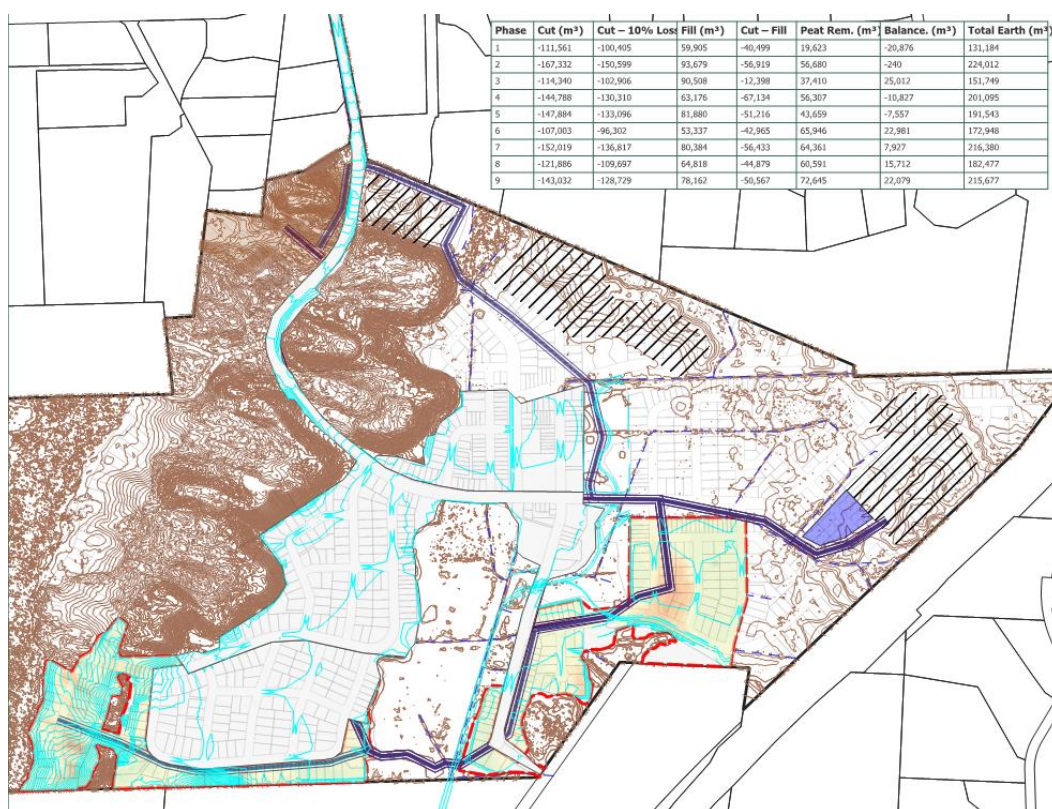 Phase Cut (m³) Cut – 10% Loss Fill (m³) Cut – Fill Peat Rem. (m³) Balance. (m³) Total Earth (m³)
1 -111,561 -100,405 59,905 -40,499 19,623 -20,876 131,184
2 -167,332 -150,599 93,679 -56,919 56,680 -240 224,012
3 -114,340 -102,906 90,508 -12,398 37,410 25,012 151,749
4 -144,788 -130,310 63,176 -67,134 56,307 -10,827 201,095
5 -147,884 -133,096 81,880 -51,216 43,659 -7,557 191,543
6 -107,003 -96,302 53,337 -42,965 65,946 22,981 172,948
7 -152,019 -136,817 80,384 -56,433 64,361 7,927 216,380
8 -121,886 -109,697 64,818 -44,879 60,591 15,712 182,477
9 -143,032 -128,729 78,162 -50,567 72,645 22,079 215,677